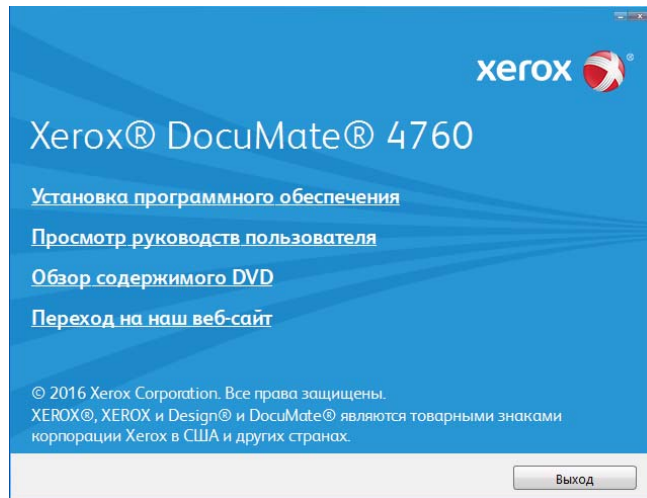 xerox
Xerox® DocuMate® 4760
Установка программного обеспечения
Просмотр руководств пользователя
Обзор содержимого DVD
Переход на наш веб-сайт
© 2016 Xerox Corporation. Все права защищены.
XEROX®, XEROX и Design® и DocuMate® являются товарными знаками
корпорации Xerox в США и других странах.
Выход